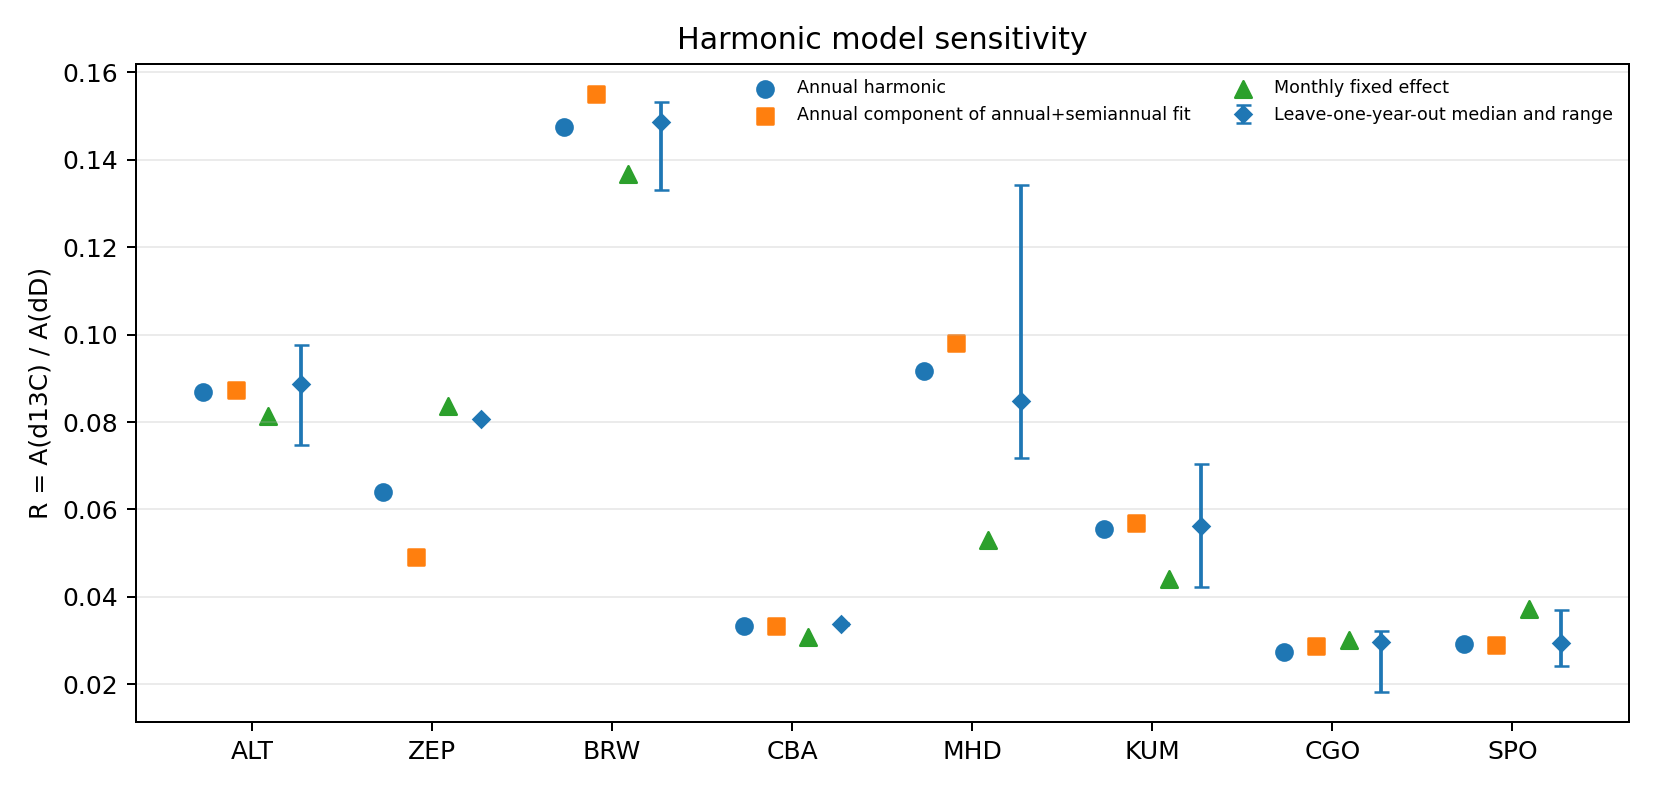 Harmonic model sensitivity
R = A(d13C) / A(dD)
0.16
0.14
0.12
0.10
0.08
0.06
0.04
0.02
Annual harmonic
Annual component of annual+semiannual fit
Monthly fixed effect
Leave-one-year-out median and range
ALT ZEP BRW CBA MHD KUM CGO SPO